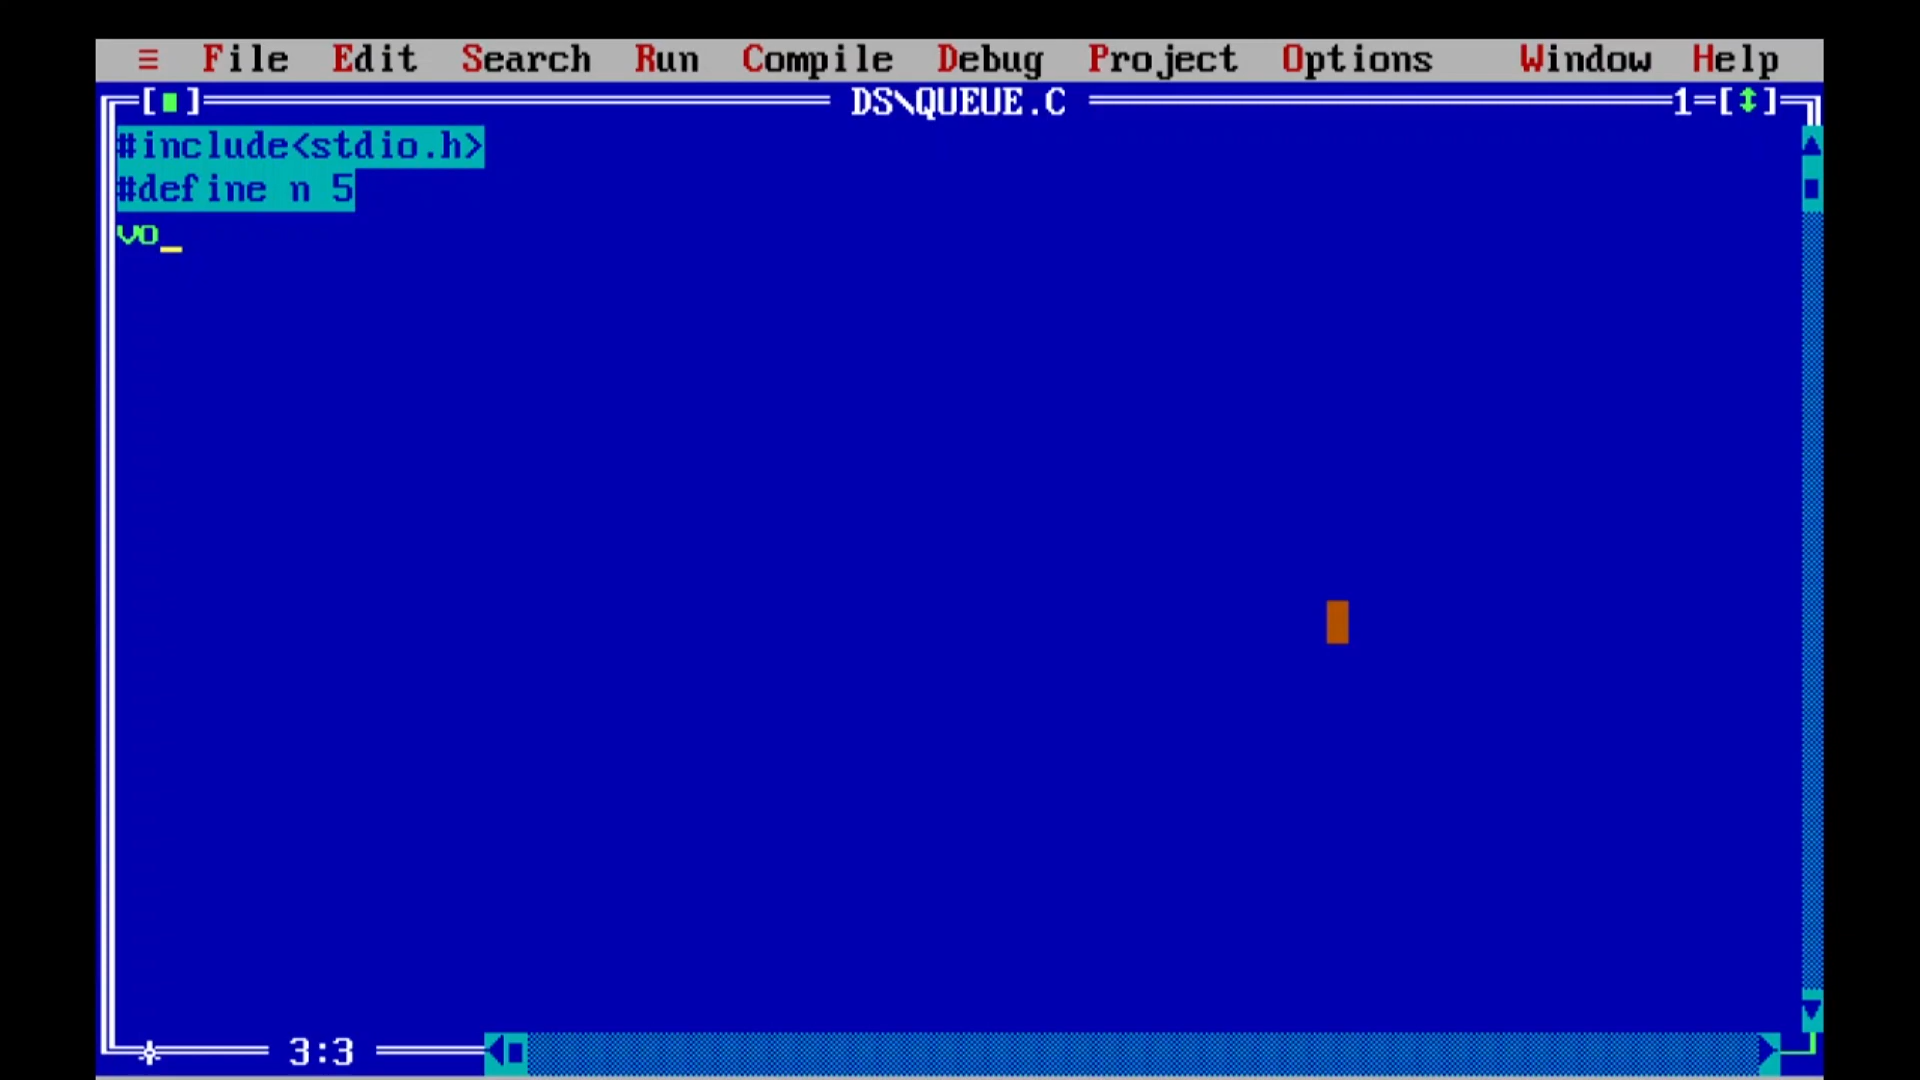 ≡ File Edit Search Run Compile Debug Project Options Window Help
[■] DS\QUEUE.C 1=[↕]
#include<stdio.h>
#define n 5
vo_
3:3